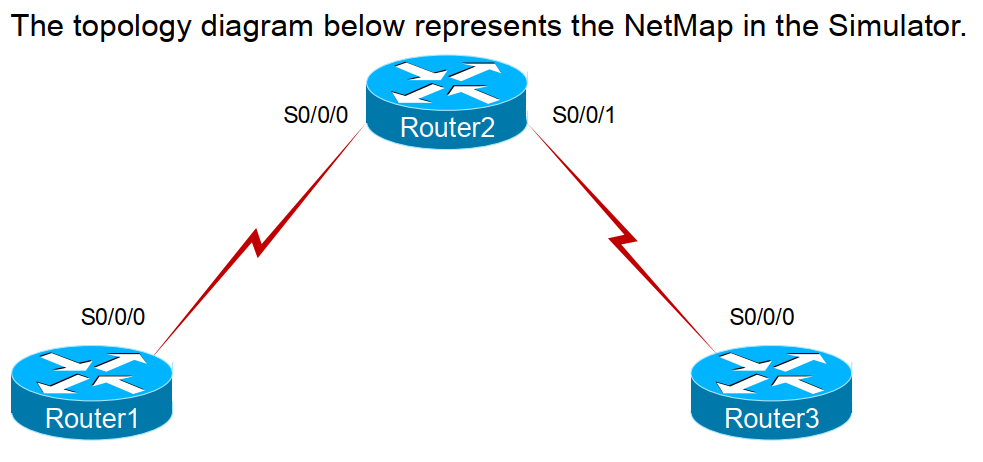 The topology diagram below represents the NetMap in the Simulator.
S0/0/0
S0/0/1
Router2
S0/0/0
S0/0/0
Router1
Router3